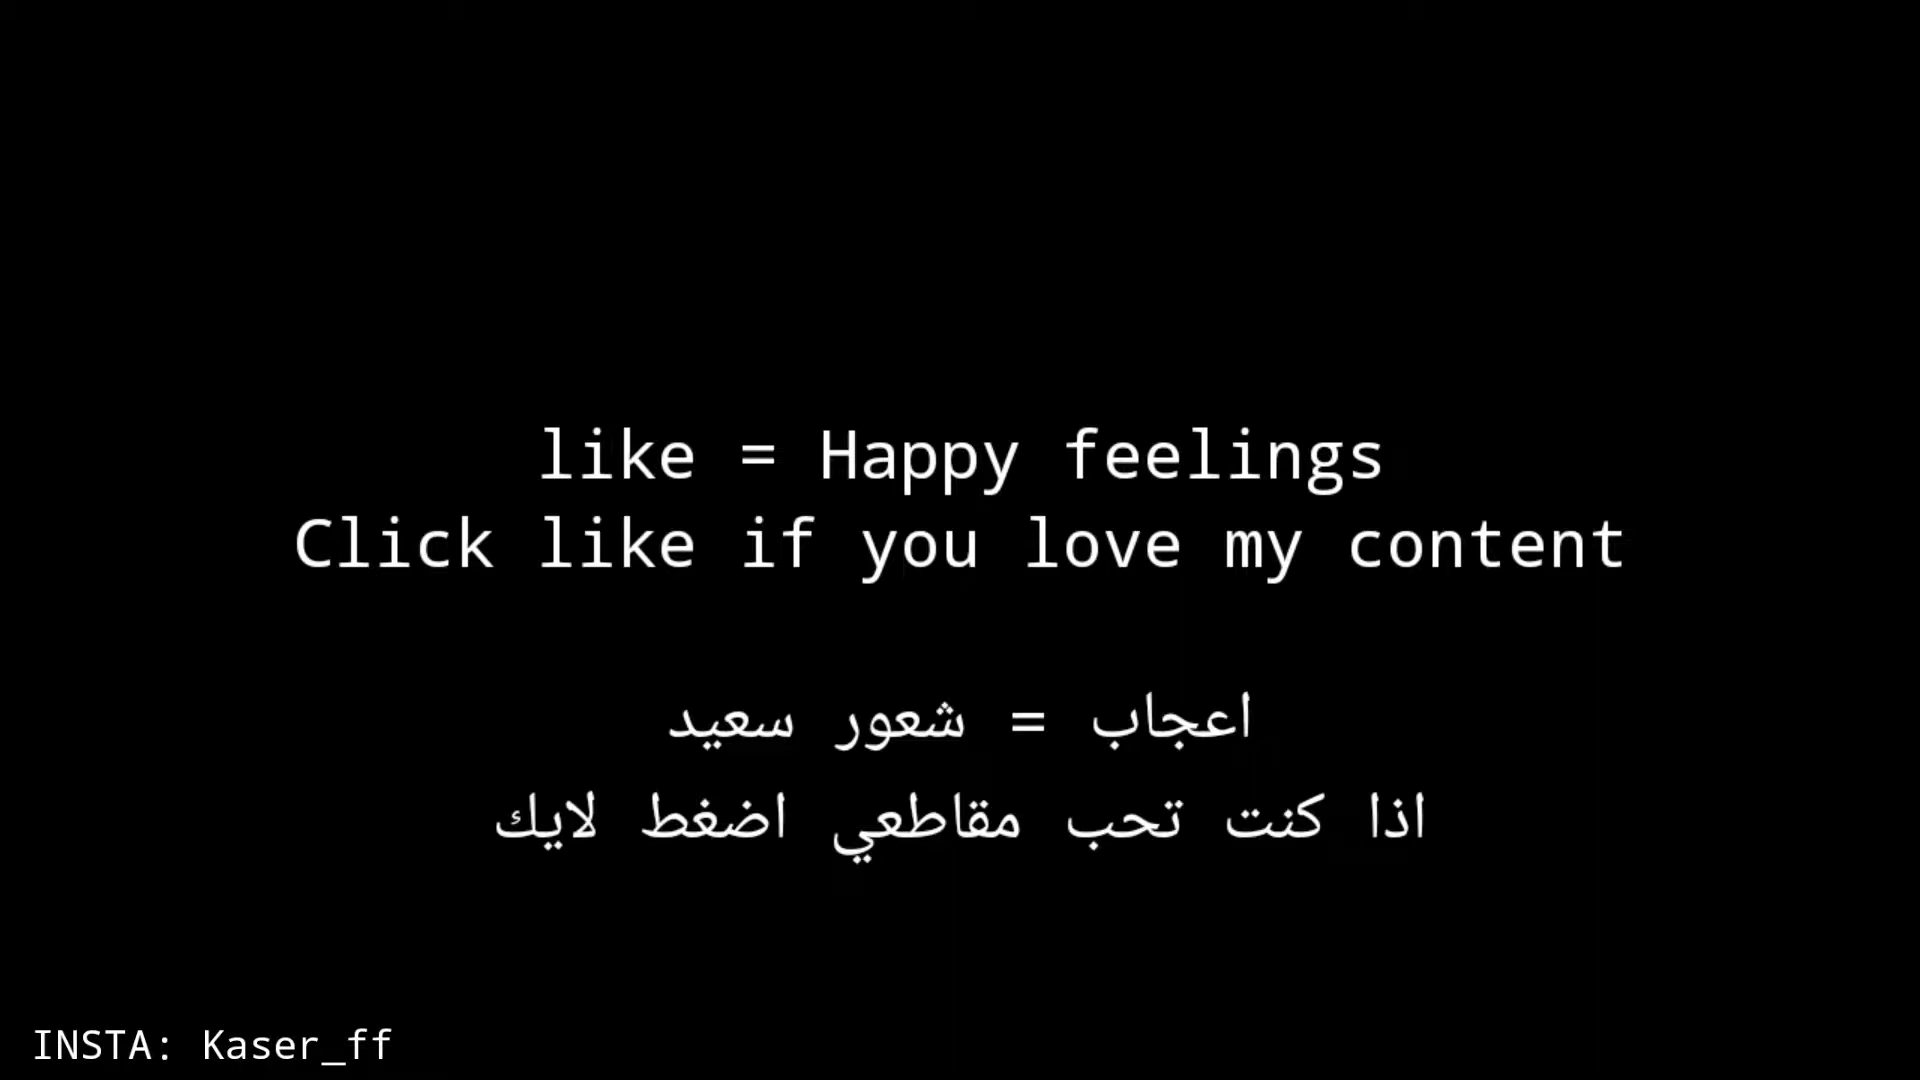 like = Happy feelings
Click like if you love my content
اعجاب = شعور سعيد
اذا كنت تحب مقاطعي اضغط لايك
INSTA: Kaser_ff